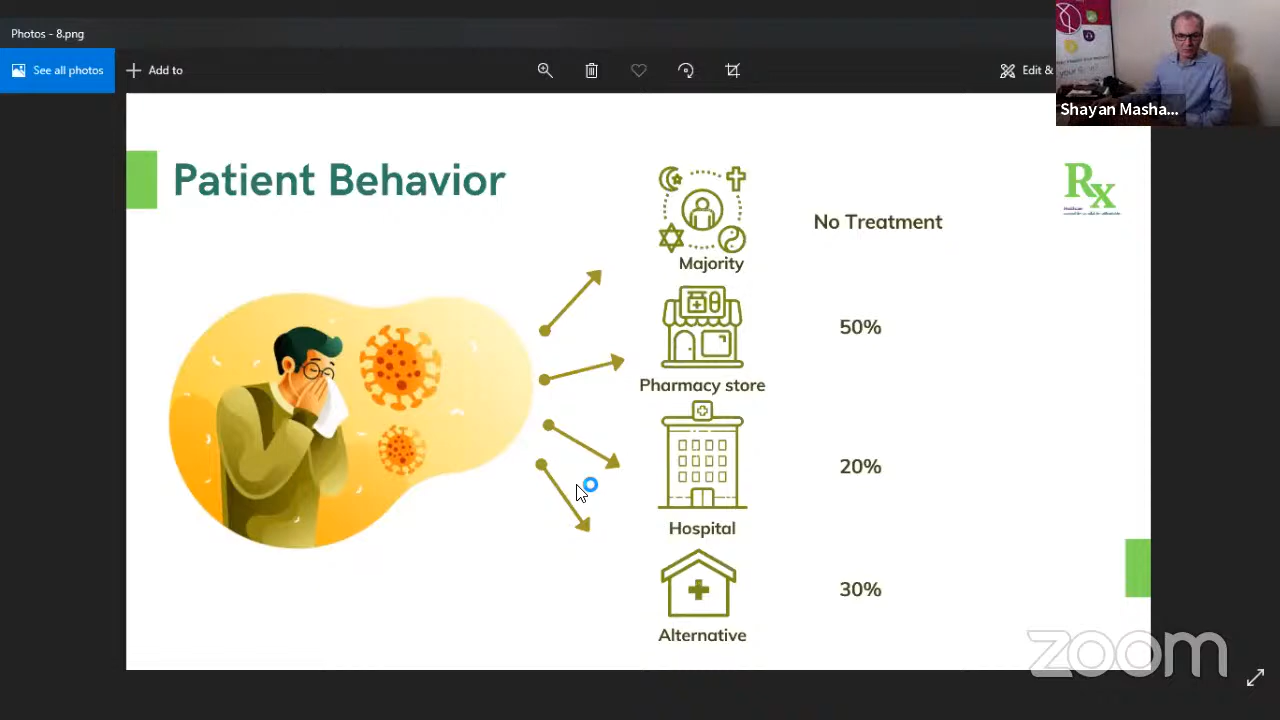 Photos - 8.png
See all photos
Add to
Edit &
Shayan Masha...
Patient Behavior
Rx
Majority
No Treatment
Pharmacy store
50%
Hospital
20%
Alternative
30%
zoom